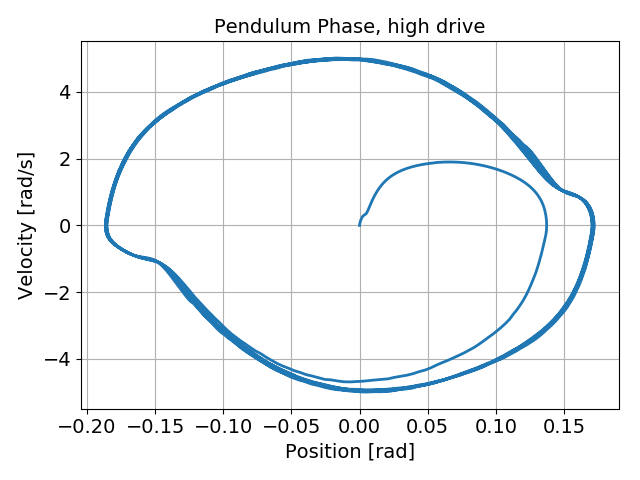 Pendulum Phase, high drive
Velocity [rad/s]
4
2
0
−2
−4
−0.20 −0.15 −0.10 −0.05 0.00 0.05 0.10 0.15
Position [rad]